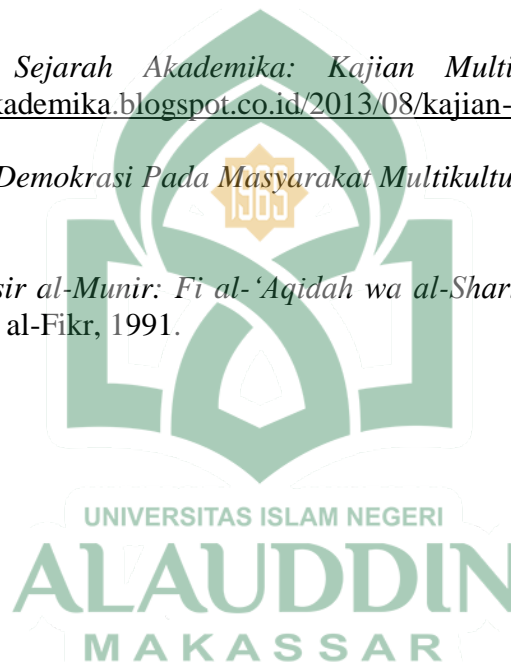 Sejarah Akademika: Kajian Multi
kademika.blogspot.co.id/2013/08/kajian-
Demokrasi Pada Masyarakat Multikultu
1965
sir al-Munir: Fi al-‘Aqidah wa al-Shar
al-Fikr, 1991.
UNIVERSITAS ISLAM NEGERI
ALAUDDIN
MAKASSAR